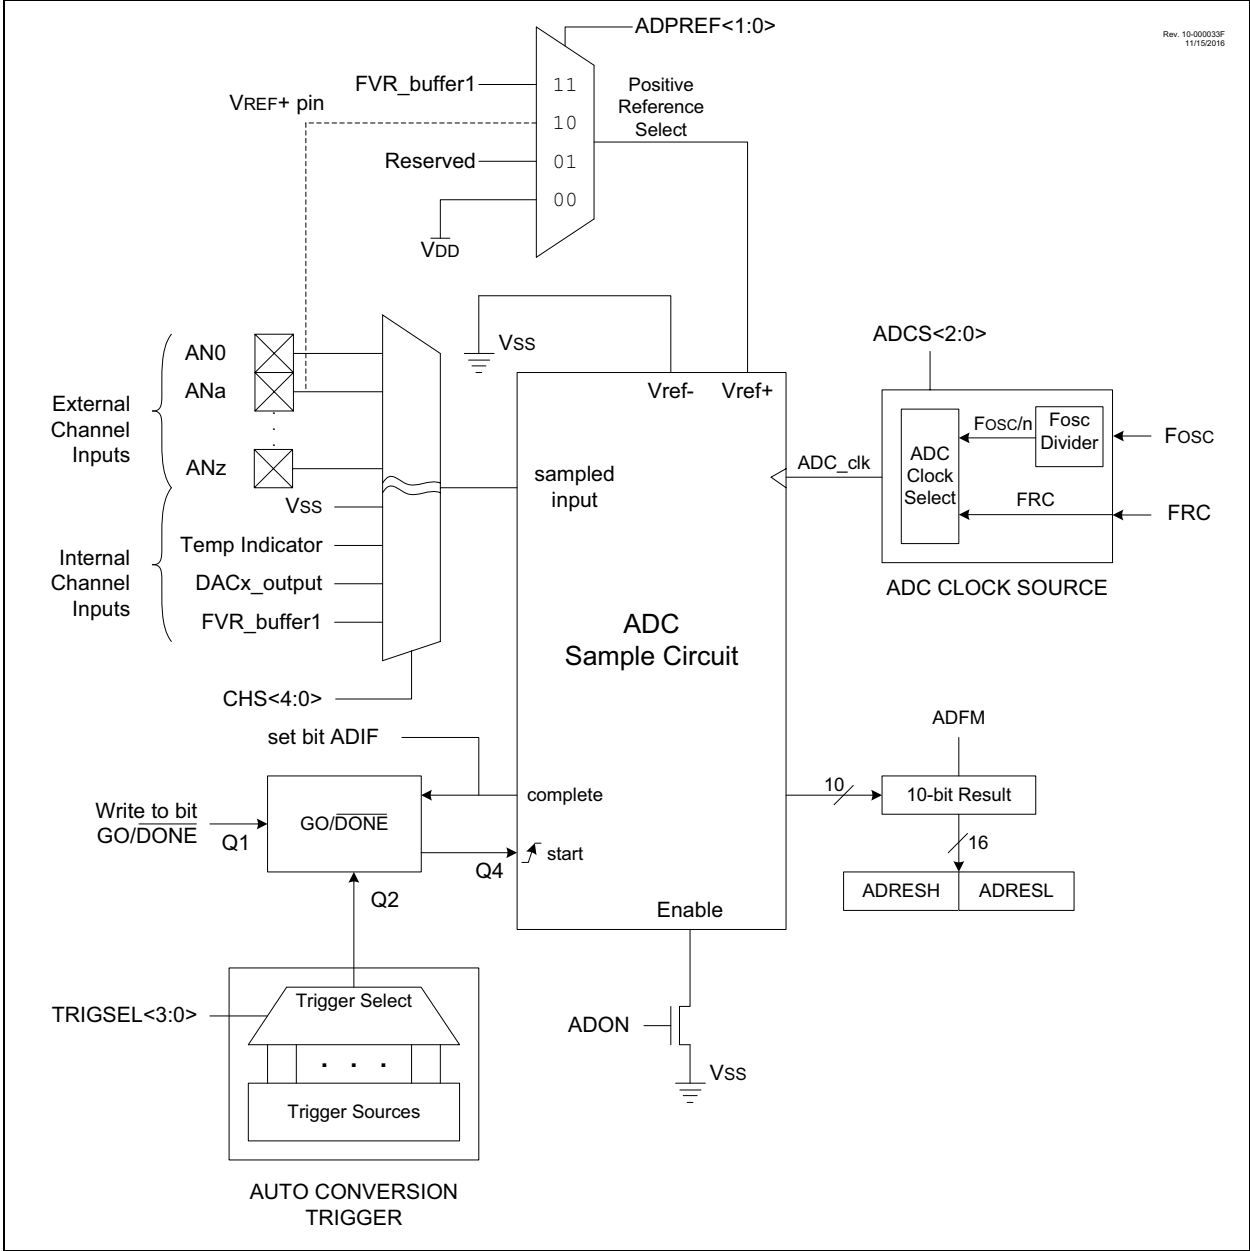 ADPREF<1:0>
Rev. 10-000033F
11/15/2016
FVR_buffer1
11
Positive
Reference
Select
VREF+ pin
10
Reserved
01
00
VDD
VSS
Vref-
Vref+
External
Channel
Inputs
AN0
ANa
ANz
Internal
Channel
Inputs
VSS
Temp Indicator
DACx_output
FVR_buffer1
CHS<4:0>
sampled
input
ADC
Sample Circuit
ADCS<2:0>
ADC
Clock
Select
FOSC/n
Fosc
Divider
FOSC
FRC
FRC
ADC_clk
ADC CLOCK SOURCE
set bit ADIF
complete
Write to bit
GO/DONE
Q1
GO/DONE
Q4
start
Q2
Enable
ADFM
10
10-bit Result
16
ADRESH
ADRESL
ADON
VSS
TRIGSEL<3:0>
Trigger Select
. . .
Trigger Sources
AUTO CONVERSION
TRIGGER